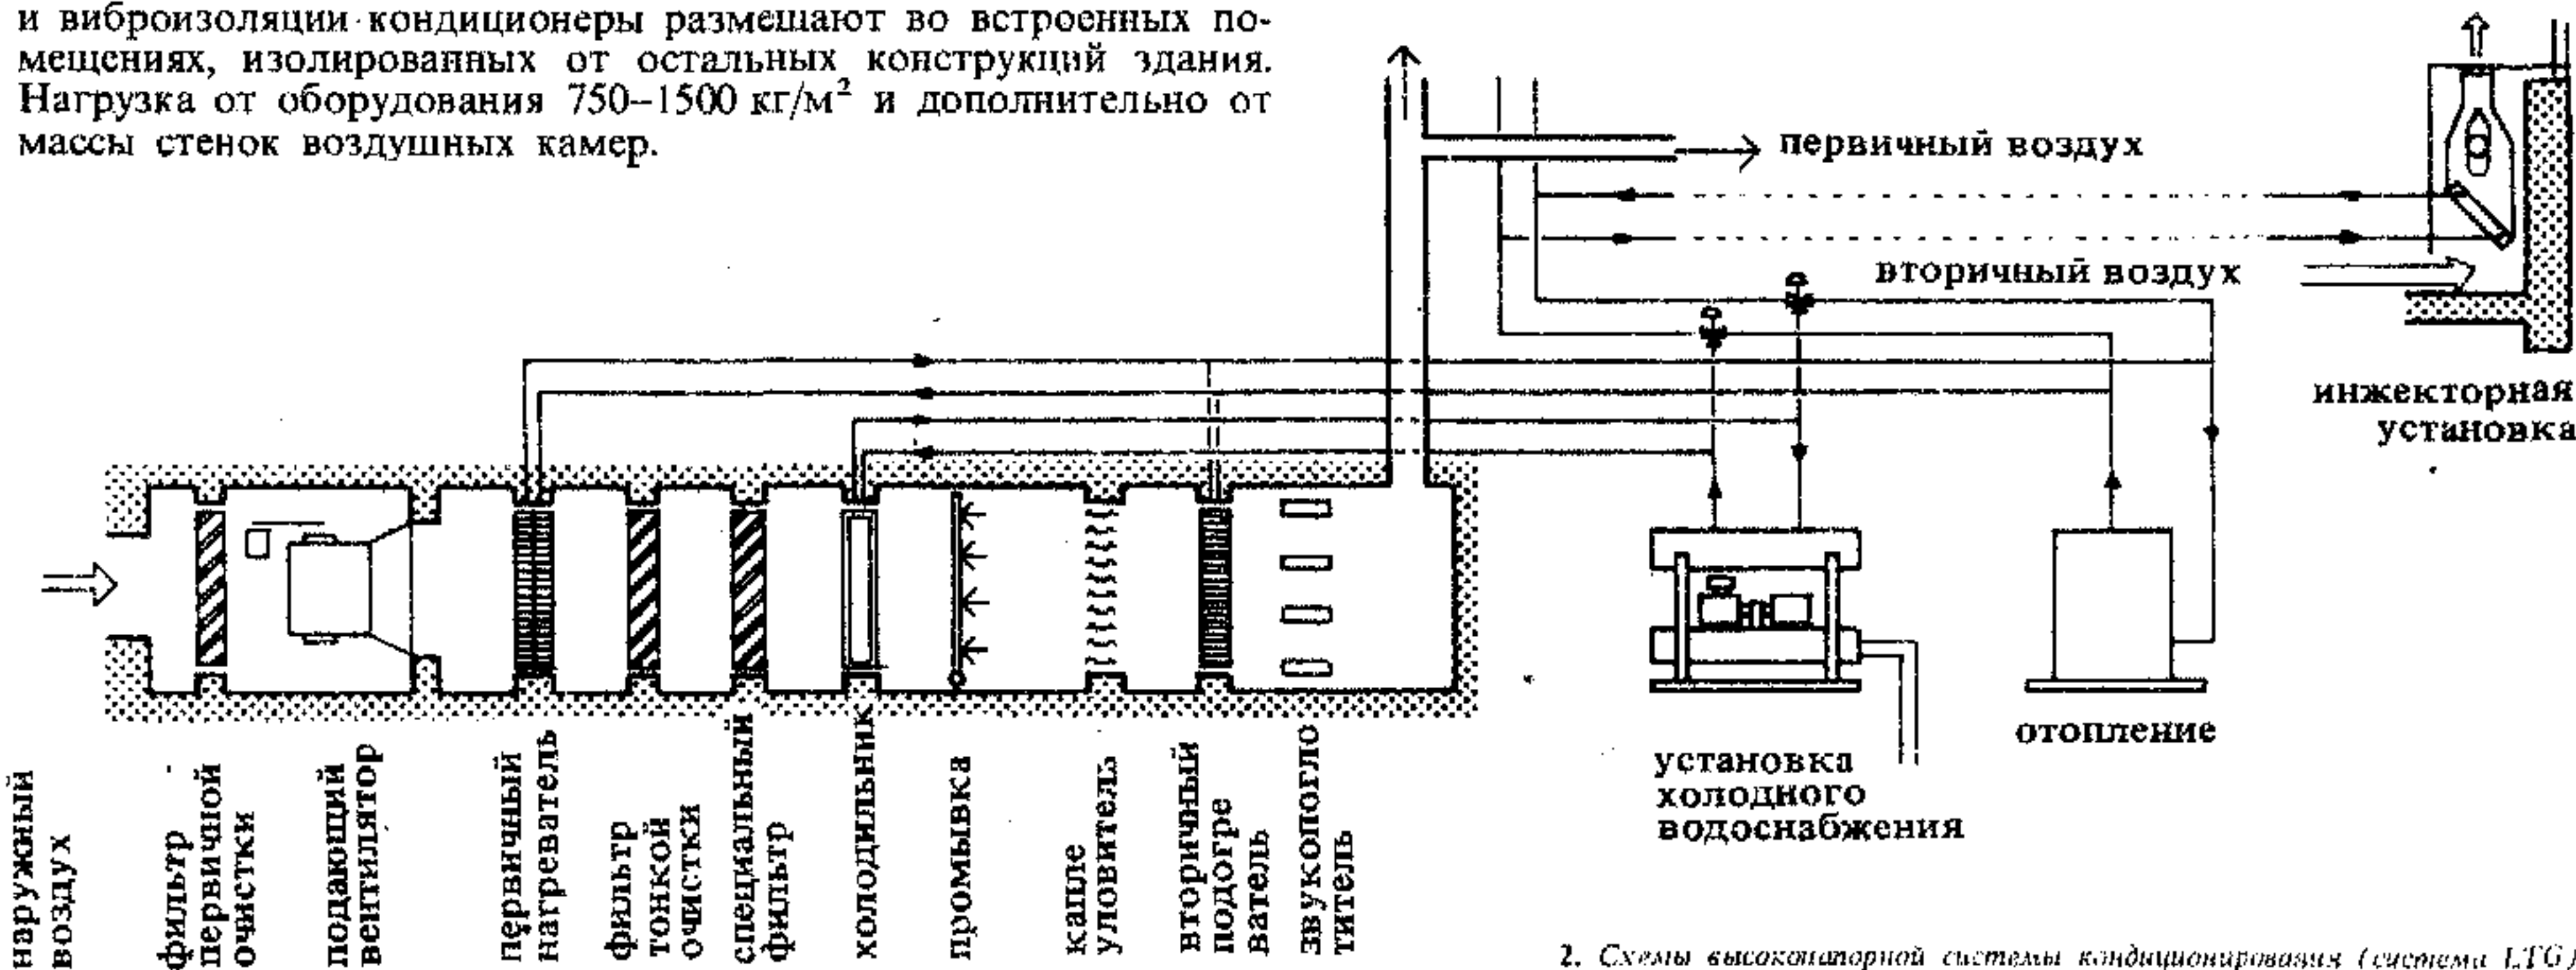 и виброизоляции кондиционеры размещают во встроенных по-
мещениях, изолированных от остальных конструкций здания.
Нагрузка от оборудования 750–1500 кг/м² и дополнительно от
массы стенок воздушных камер.
первичный воздух
вторичный воздух
инжекторная
установка
отопление
установка
холодного
водоснабжения
наружный
воздух
фильтр
первичной
очистки
подающий
вентилятор
первичный
нагреватель
фильтр
тонкой
очистки
специальный
фильтр
холодильник
промывка
капле
уловитель
вторичный
подогре
ватель
звукопогло
титель
2. Схемы высоконапорной системы кондиционирования (система LTG)